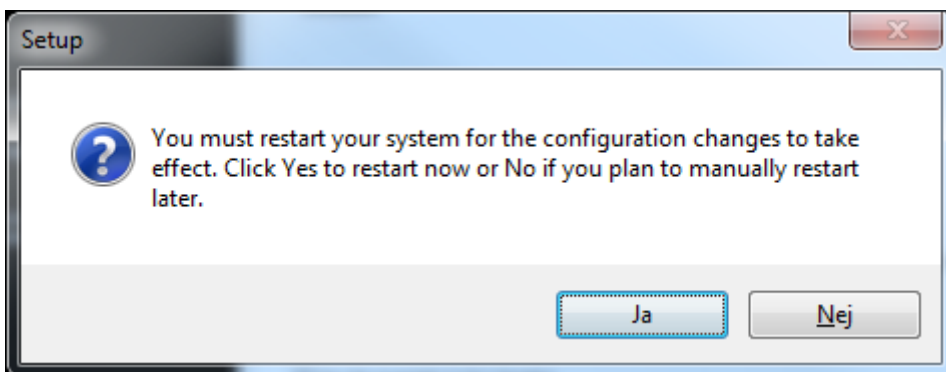 Setup
You must restart your system for the configuration changes to take
effect. Click Yes to restart now or No if you plan to manually restart
later.
Ja
Nej